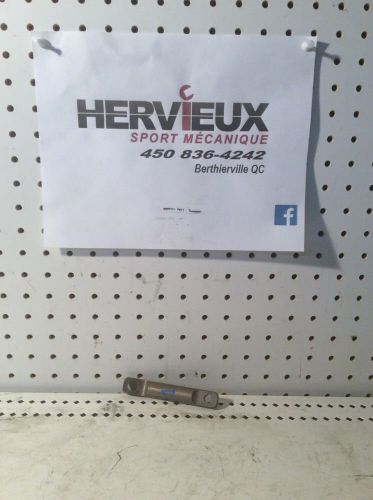 HERVIEUX
SPORT MÉCANIQUE
450 836-4242
Berthierville QC
f